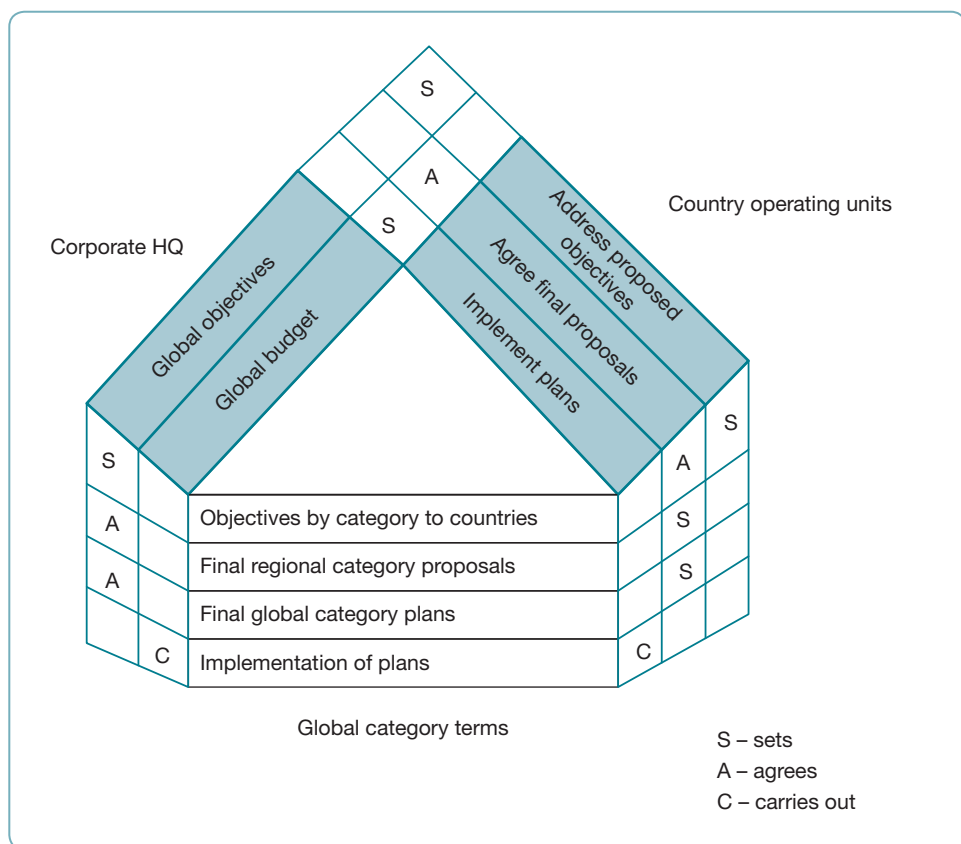 S
A
S
Country operating units
Corporate HQ
Global objectives
Global budget
Address proposed
objectives
Agree final proposals
Implement plans
S
A
A
C
S
A
S
S
C
Objectives by category to countries
Final regional category proposals
Final global category plans
Implementation of plans
Global category terms
S – sets
A – agrees
C – carries out